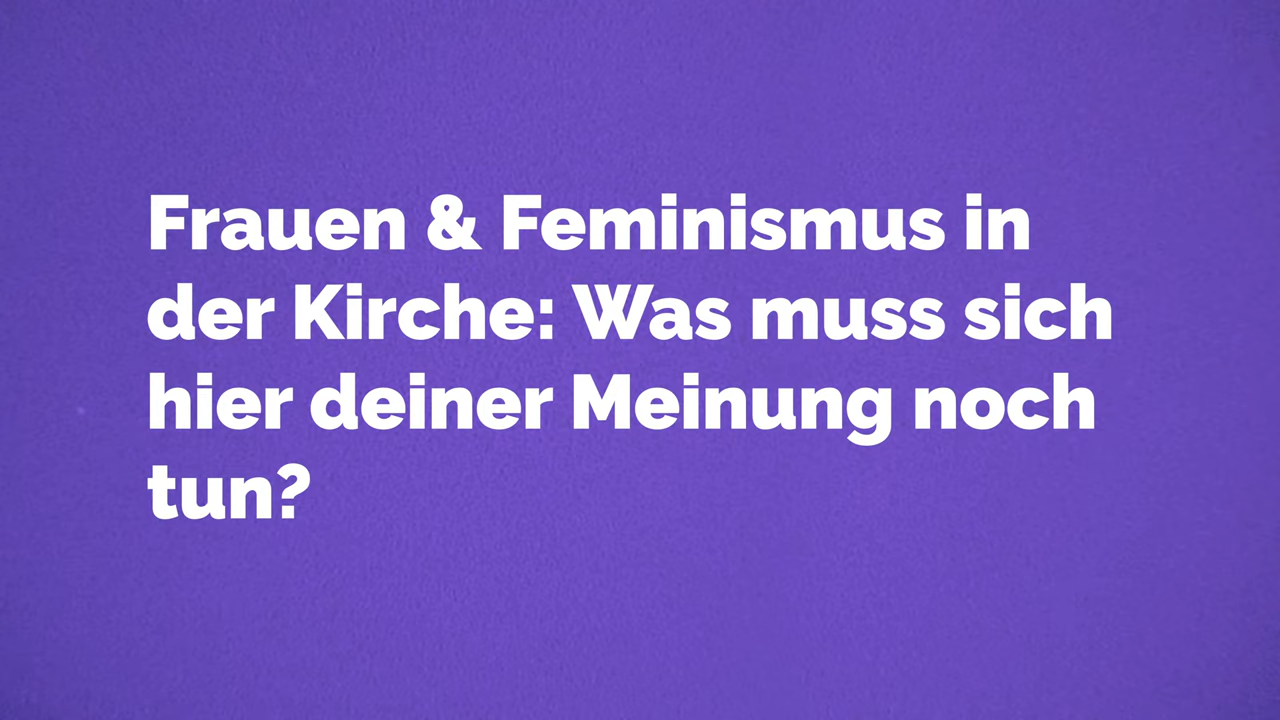 Frauen & Feminismus in
der Kirche: Was muss sich
hier deiner Meinung noch
tun?